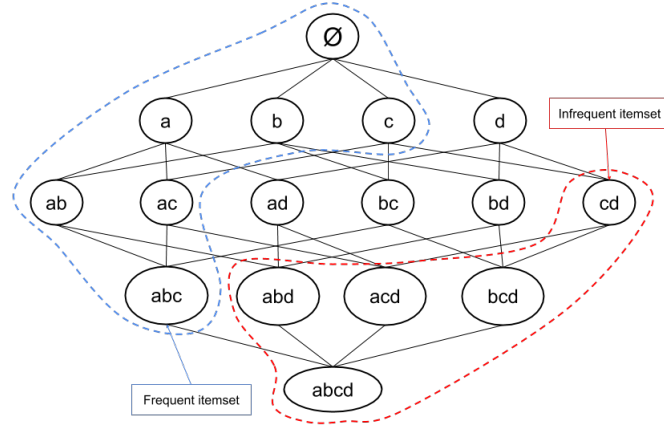 Ø
a b c d
Infrequent itemset
ab ac ad bc bd cd
abc abd acd bcd
abcd
Frequent itemset